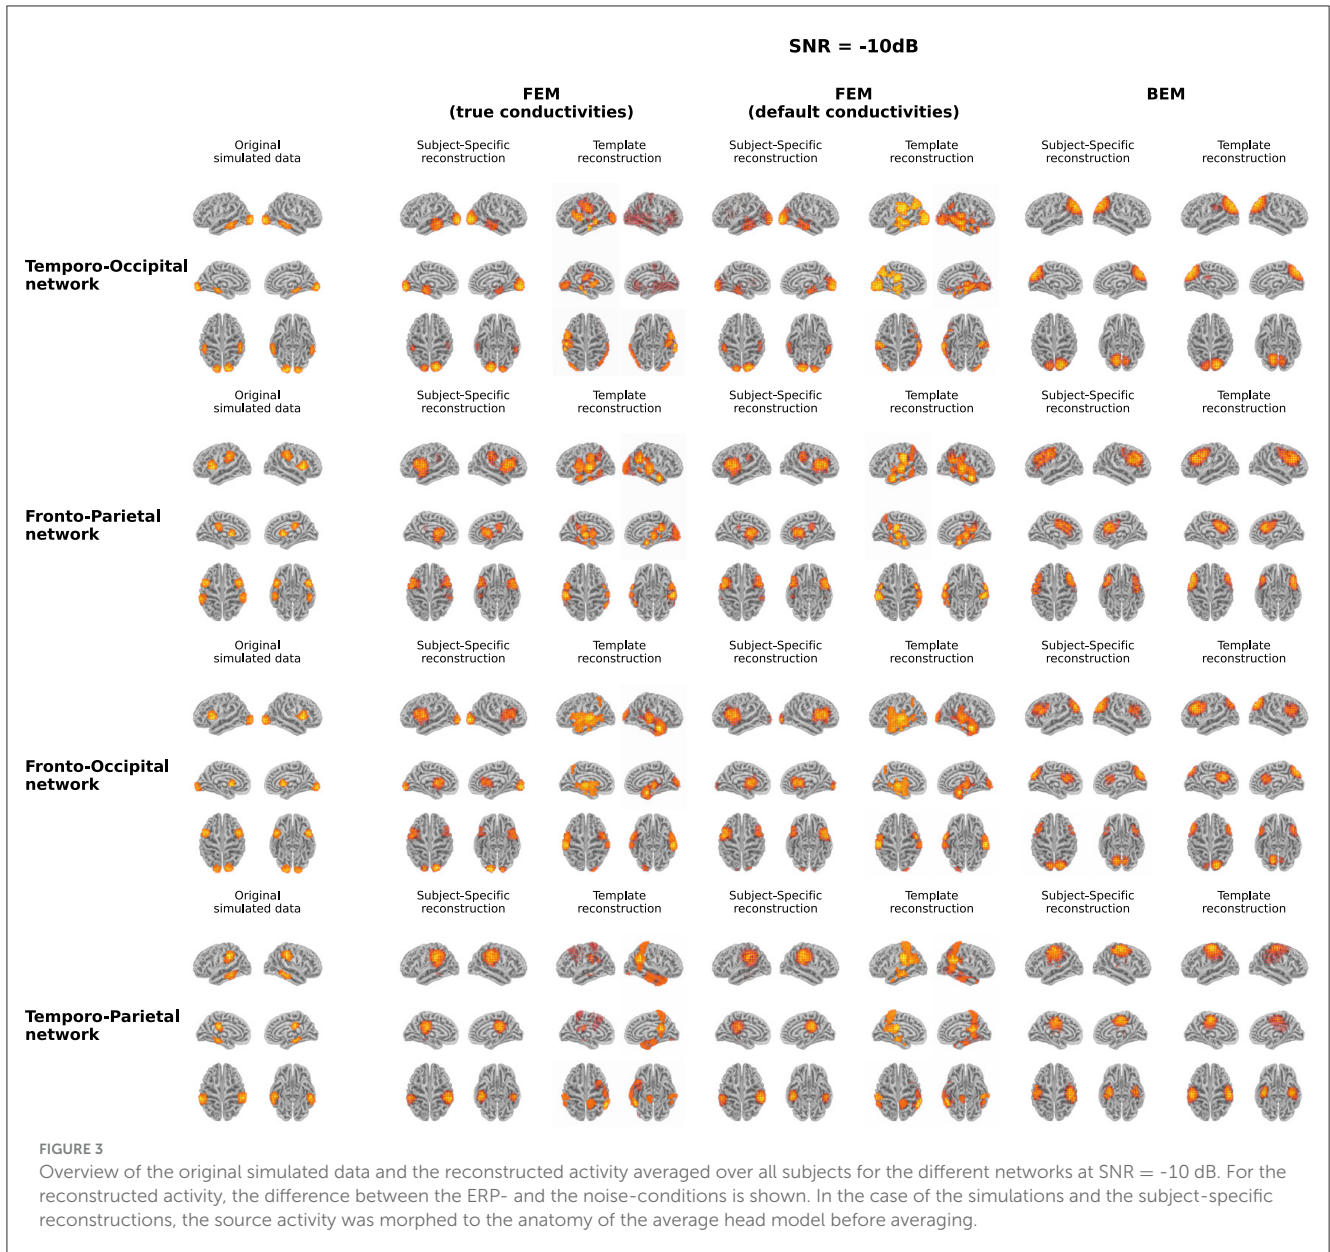 SNR = -10dB
FEM
(true conductivities)
FEM
(default conductivities)
BEM
Original
simulated data
Subject-Specific
reconstruction
Template
reconstruction
Subject-Specific
reconstruction
Template
reconstruction
Subject-Specific
reconstruction
Template
reconstruction
Temporo-Occipital
network
Original
simulated data
Subject-Specific
reconstruction
Template
reconstruction
Subject-Specific
reconstruction
Template
reconstruction
Subject-Specific
reconstruction
Template
reconstruction
Fronto-Parietal
network
Original
simulated data
Subject-Specific
reconstruction
Template
reconstruction
Subject-Specific
reconstruction
Template
reconstruction
Subject-Specific
reconstruction
Template
reconstruction
Fronto-Occipital
network
Original
simulated data
Subject-Specific
reconstruction
Template
reconstruction
Subject-Specific
reconstruction
Template
reconstruction
Subject-Specific
reconstruction
Template
reconstruction
Temporo-Parietal
network
FIGURE 3
Overview of the original simulated data and the reconstructed activity averaged over all subjects for the different networks at SNR = -10 dB. For the
reconstructed activity, the difference between the ERP- and the noise-conditions is shown. In the case of the simulations and the subject-specific
reconstructions, the source activity was morphed to the anatomy of the average head model before averaging.